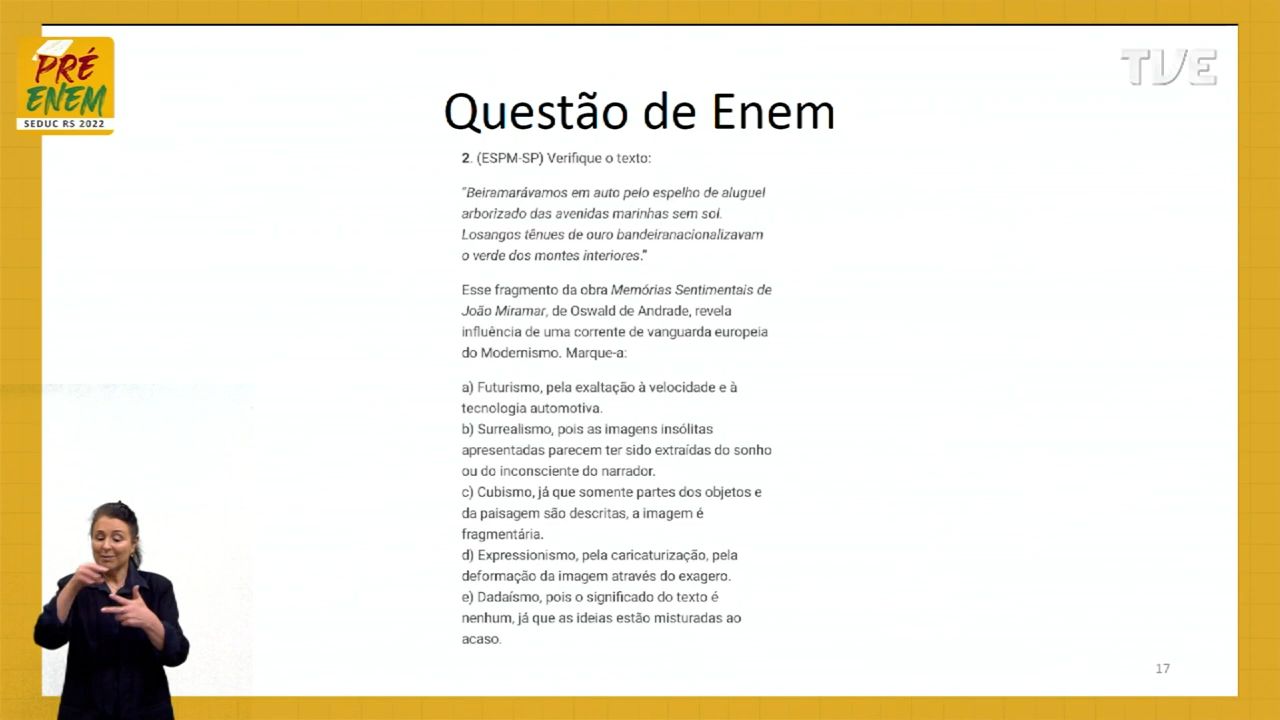 PRÉ
ENEM
SEDUC RS 2022
TVE
Questão de Enem
2. (ESPM-SP) Verifique o texto:
“Beiramarávamos em auto pelo espelho de aluguel
arborizado das avenidas marinhas sem sol.
Losangos tênues de ouro bandeiranacionalizavam
o verde dos montes interiores.”
Esse fragmento da obra Memórias Sentimentais de
João Miramar, de Oswald de Andrade, revela
influência de uma corrente de vanguarda europeia
do Modernismo. Marque-a:
a) Futurismo, pela exaltação à velocidade e à
tecnologia automotiva.
b) Surrealismo, pois as imagens insólitas
apresentadas parecem ter sido extraídas do sonho
ou do inconsciente do narrador.
c) Cubismo, já que somente partes dos objetos e
da paisagem são descritas, a imagem é
fragmentária.
d) Expressionismo, pela caricaturização, pela
deformação da imagem através do exagero.
e) Dadaísmo, pois o significado do texto é
nenhum, já que as ideias estão misturadas ao
acaso.
17